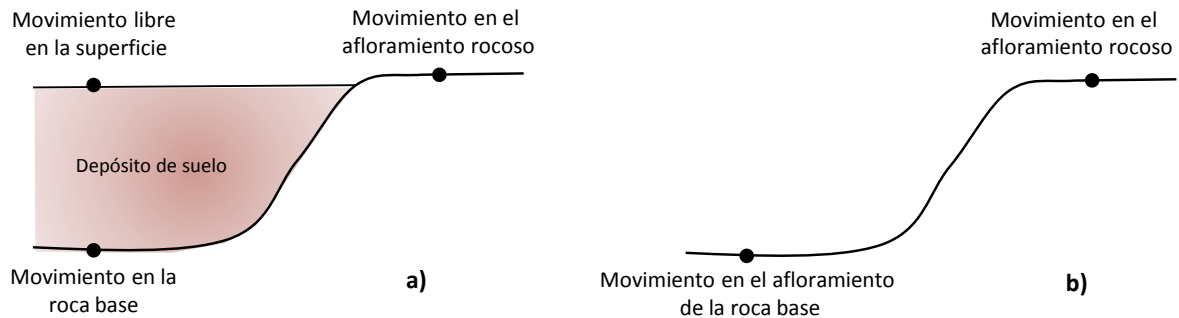 Movimiento libre
en la superficie
Movimiento en el
afloramiento rocoso
Depósito de suelo
Movimiento en la
roca base
a)
Movimiento en el
afloramiento rocoso
Movimiento en el afloramiento
de la roca base
b)